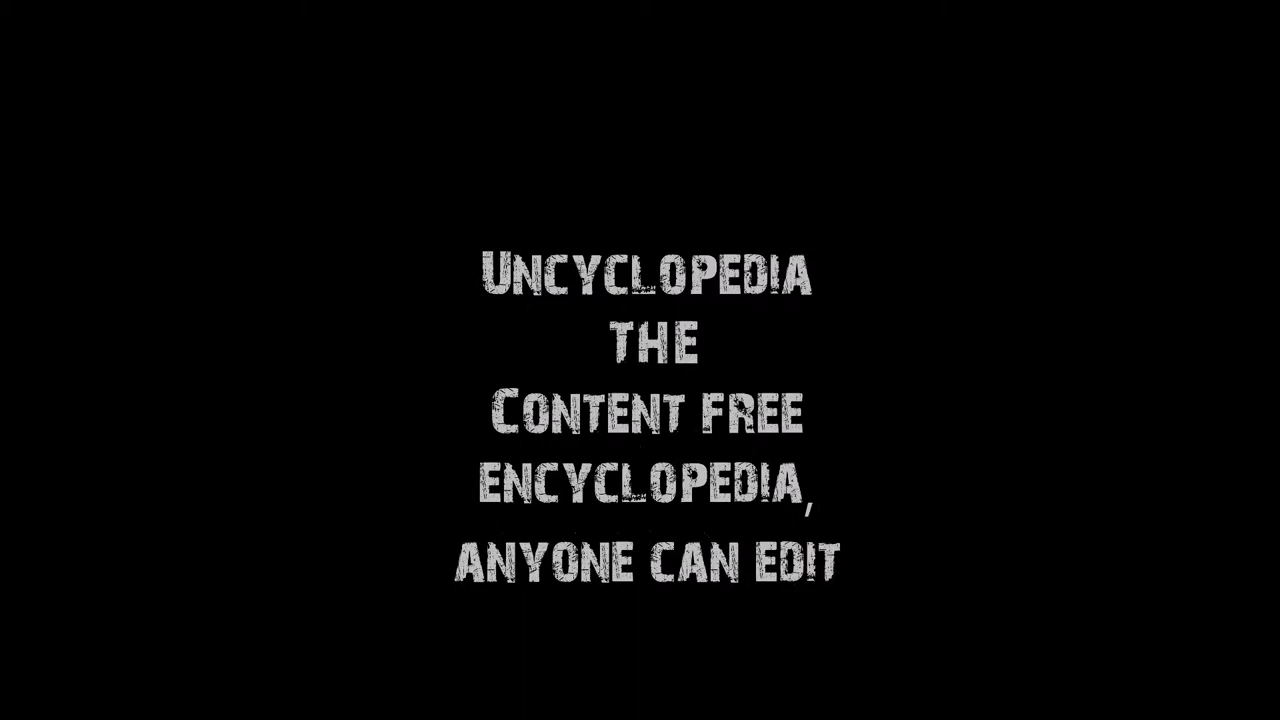 Uncyclopedia
the
Content free
encyclopedia,
anyone can edit